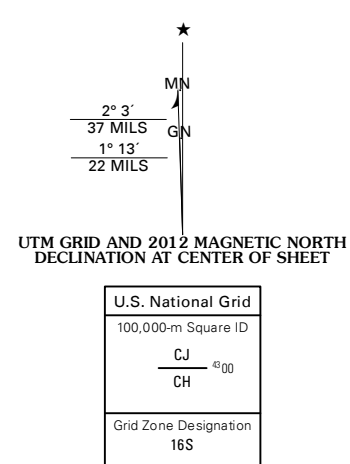 ★
MN
2° 3´
37 MILS
GN
1° 13´
22 MILS
UTM GRID AND 2012 MAGNETIC NORTH
DECLINATION AT CENTER OF SHEET
U.S. National Grid
100,000-m Square ID
CJ
4300
CH
Grid Zone Designation
16S